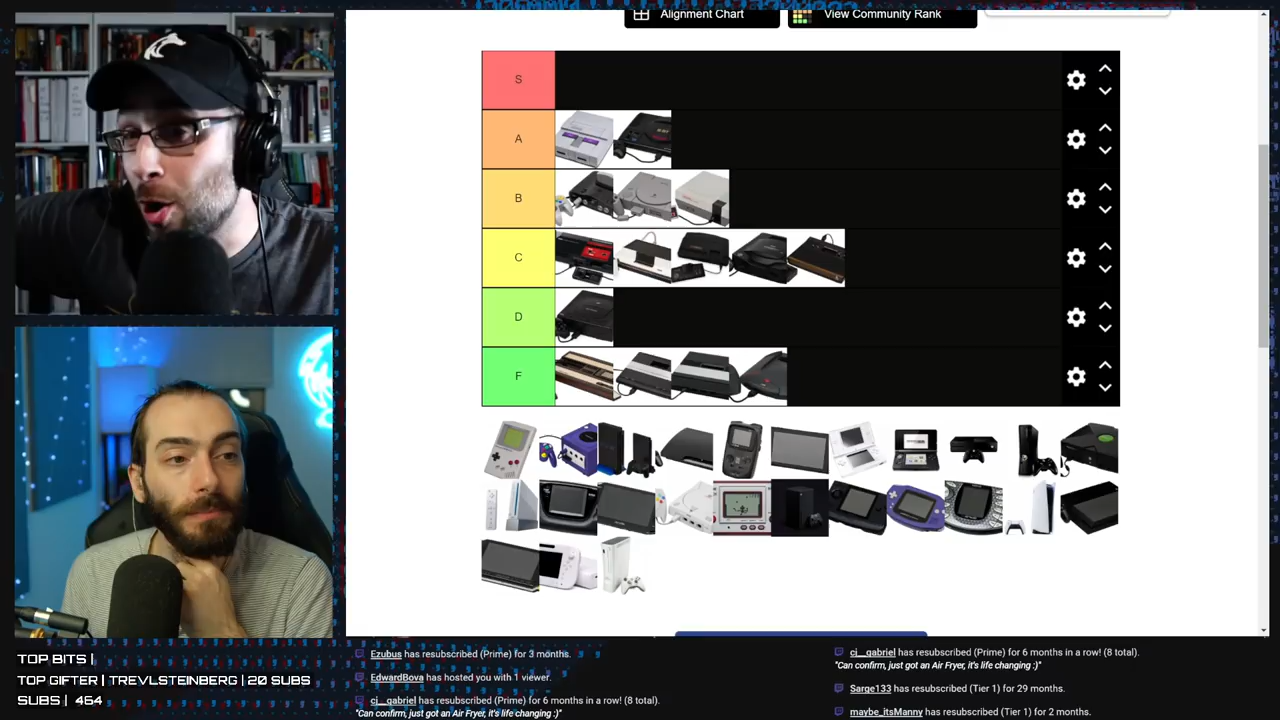 Alignment Chart
View Community Rank
S
A
B
C
D
F
TOP BITS |
TOP GIFTER | TREVLSTEINBERG | 20 SUBS
SUBS | 464
Ezubus has resubscribed (Prime) for 3 months.
EdwardBova has hosted you with 1 viewer.
cj__gabriel has resubscribed (Prime) for 6 months in a row! (8 total).
"Can confirm, just got an Air Fryer, it's life changing :)"
cj__gabriel has resubscribed (Prime) for 6 months in a row! (8 total).
"Can confirm, just got an Air Fryer, it's life changing :)"
Sarge133 has resubscribed (Tier 1) for 29 months.
maybe_itsManny has resubscribed (Tier 1) for 2 months.